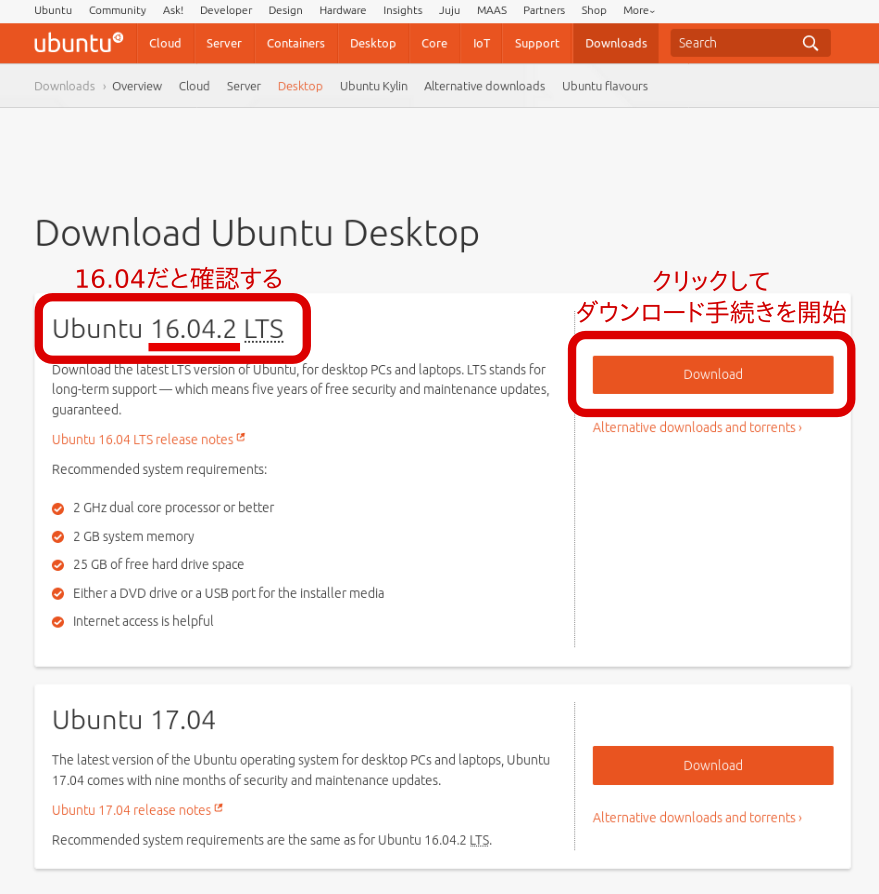 Ubuntu Community Ask! Developer Design Hardware Insights Juju MAAS Partners Shop More
ubuntu Cloud Server Containers Desktop Core IoT Support Downloads Search
Downloads › Overview Cloud Server Desktop Ubuntu Kylin Alternative downloads Ubuntu flavours
Download Ubuntu Desktop
16.04だと確認する
Ubuntu 16.04.2 LTS
Download the latest LTS version of Ubuntu, for desktop PCs and laptops. LTS stands for
long-term support — which means five years of free security and maintenance updates,
guaranteed.
Ubuntu 16.04 LTS release notes
Recommended system requirements:
2 GHz dual core processor or better
2 GB system memory
25 GB of free hard drive space
Either a DVD drive or a USB port for the installer media
Internet access is helpful
クリックして
ダウンロード手続きを開始
Download
Alternative downloads and torrents ›
Ubuntu 17.04
The latest version of the Ubuntu operating system for desktop PCs and laptops, Ubuntu
17.04 comes with nine months of security and maintenance updates.
Ubuntu 17.04 release notes
Recommended system requirements are the same as for Ubuntu 16.04.2 LTS.
Download
Alternative downloads and torrents ›